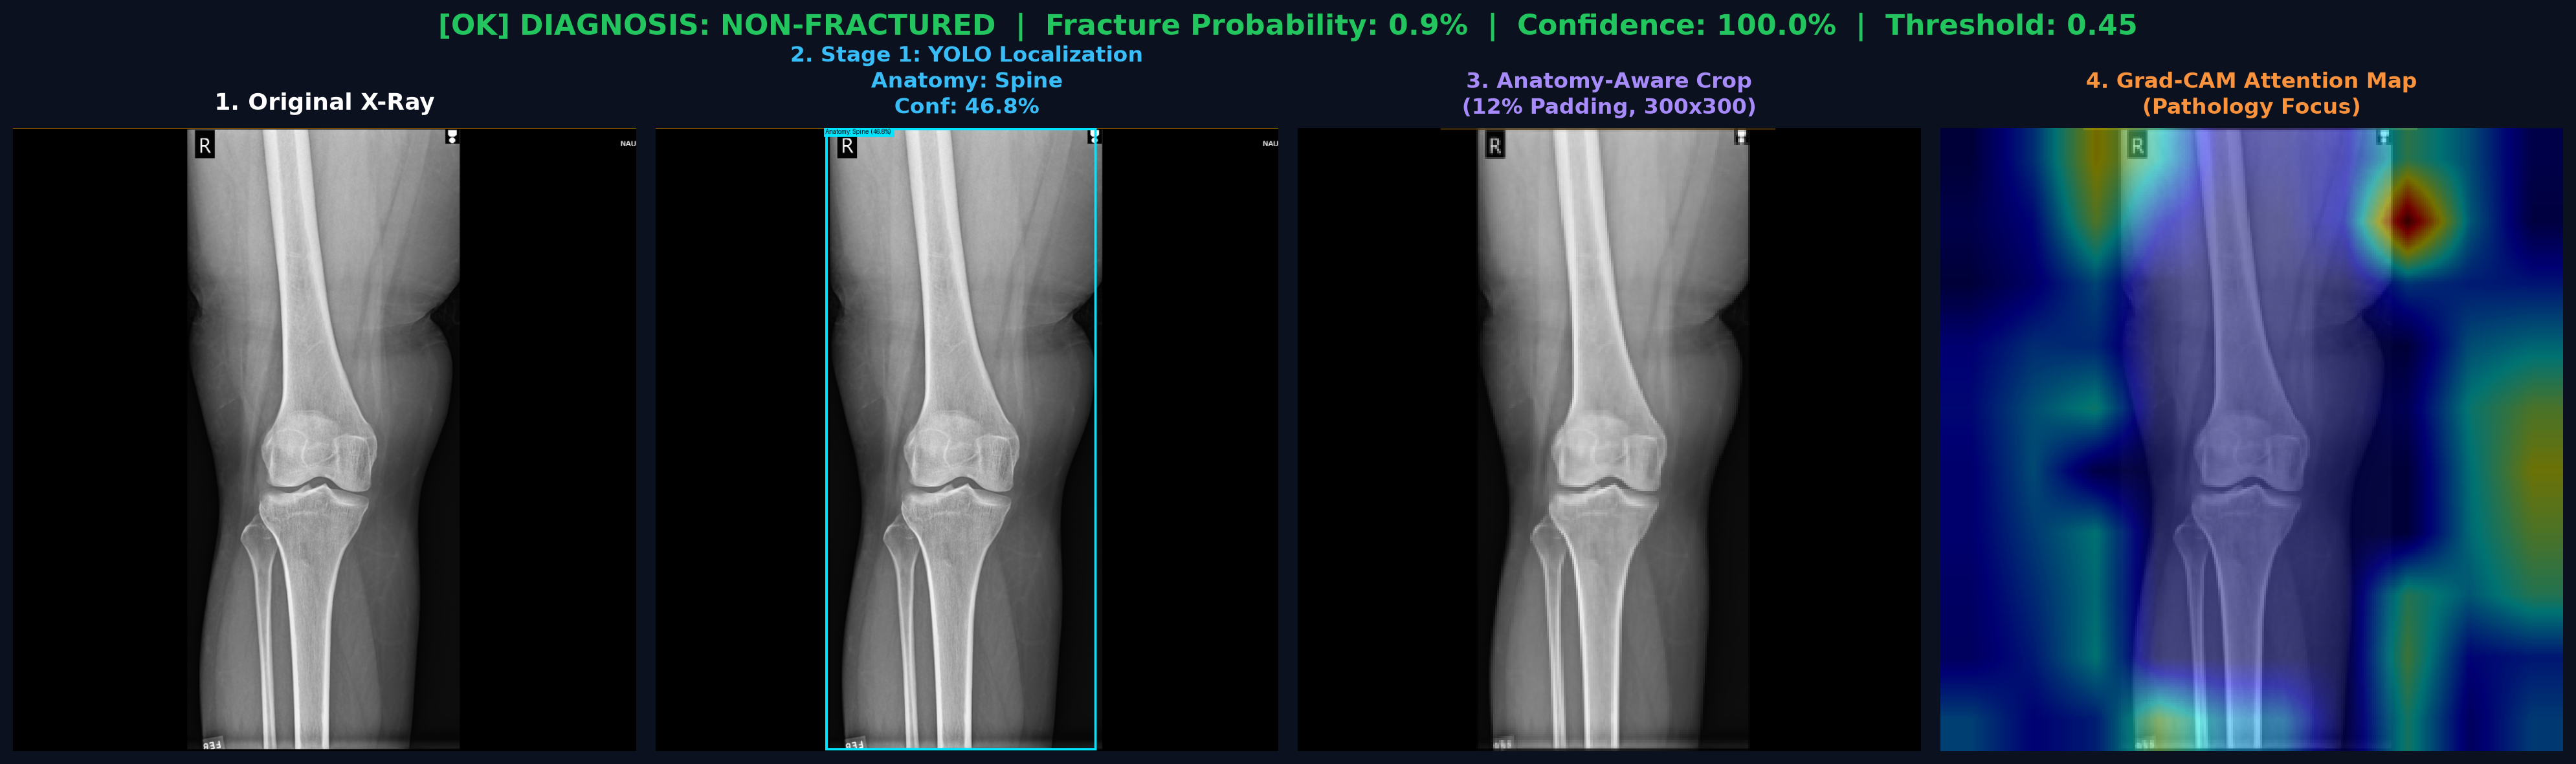 [OK] DIAGNOSIS: NON-FRACTURED | Fracture Probability: 0.9% | Confidence: 100.0% | Threshold: 0.45
1. Original X-Ray
2. Stage 1: YOLO Localization
Anatomy: Spine
Conf: 46.8%
3. Anatomy-Aware Crop
(12% Padding, 300x300)
4. Grad-CAM Attention Map
(Pathology Focus)
R
NAU
Anatomy: Spine (46.8%)
R
NAU
R
R